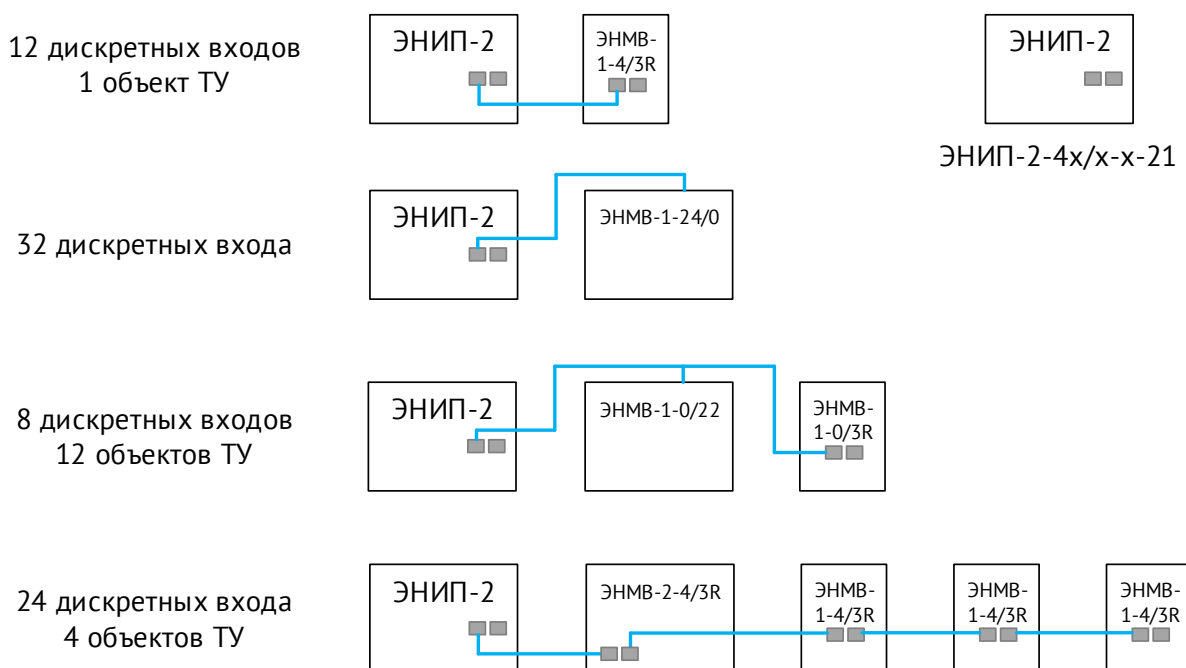 12 дискретных входов
1 объект ТУ
ЭНИП-2
ЭНМВ-
1-4/3R
ЭНИП-2
ЭНИП-2-4х/х-х-21
32 дискретных входа
ЭНИП-2
ЭНМВ-1-24/0
8 дискретных входов
12 объектов ТУ
ЭНИП-2
ЭНМВ-1-0/22
ЭНМВ-
1-0/3R
24 дискретных входа
4 объектов ТУ
ЭНИП-2
ЭНМВ-2-4/3R
ЭНМВ-
1-4/3R
ЭНМВ-
1-4/3R
ЭНМВ-
1-4/3R